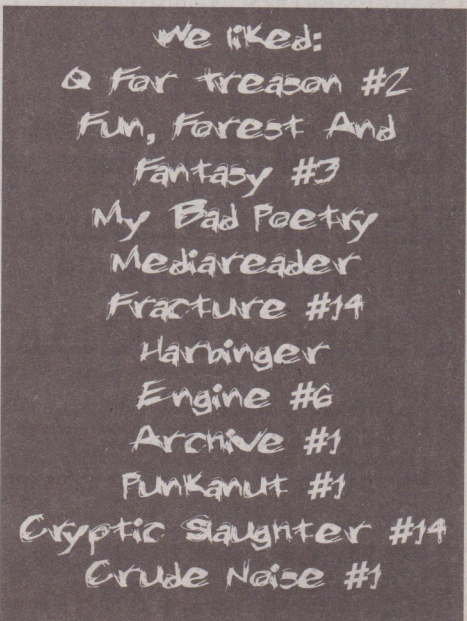 We liked:
Q For Treason #2
Fun, Forest And
Fantasy #3
My Bad Poetry
Mediareader
Fracture #14
Harbinger
Engine #6
Archive #1
Punkanut #1
Cryptic Slaughter #14
Crude Noise #1